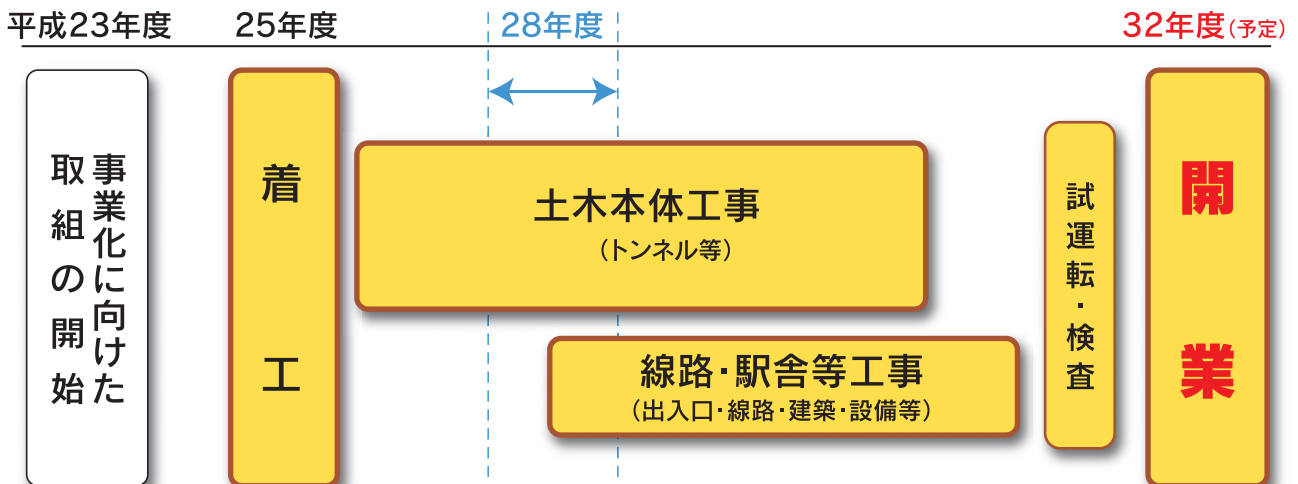 平成23年度
25年度
28年度
32年度(予定)
事業化に向けた
取組の開始
着工
土木本体工事
(トンネル等)
線路・駅舎等工事
(出入口・線路・建築・設備等)
試運転・検査
開業